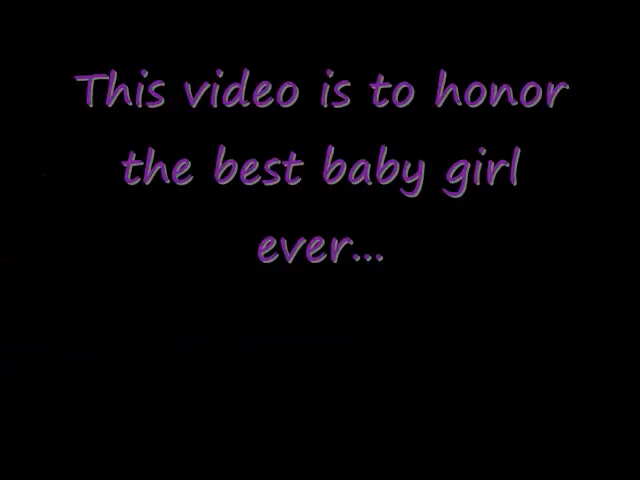 This video is to honor
the best baby girl
ever...